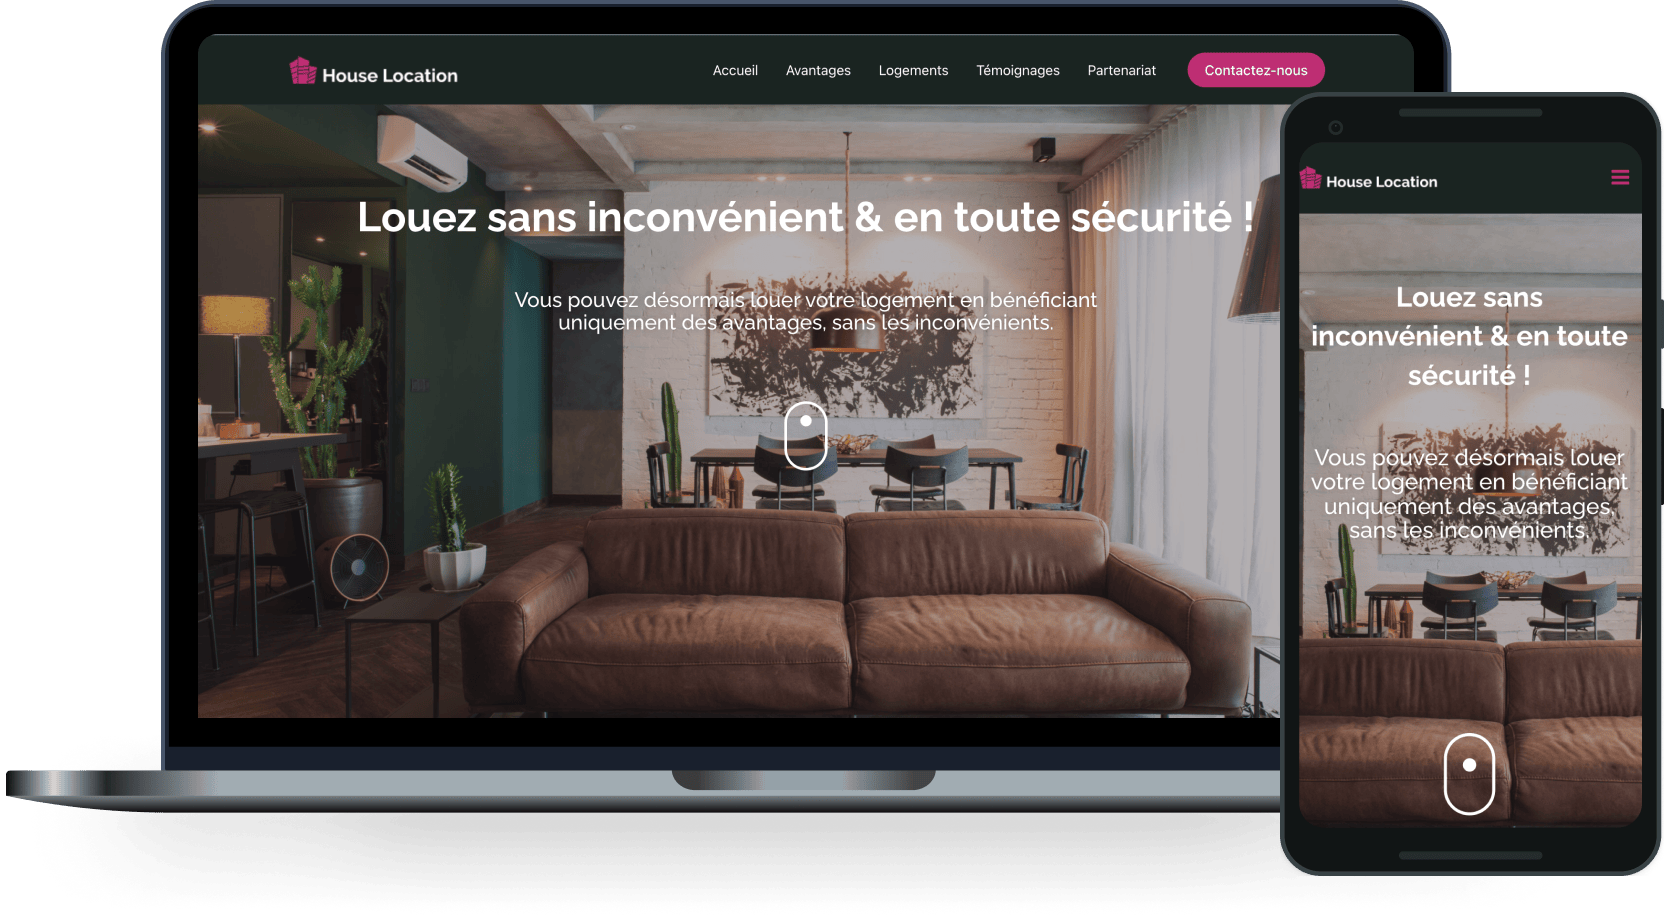 House Location
Accueil Avantages Logements Témoignages Partenariat Contactez-nous
Louez sans inconvénient & en toute sécurité !
Vous pouvez désormais louer votre logement en bénéficiant
uniquement des avantages, sans les inconvénients.
House Location
Louez sans
inconvénient & en toute
sécurité !
Vous pouvez désormais louer
votre logement en bénéficiant
uniquement des avantages,
sans les inconvénients.